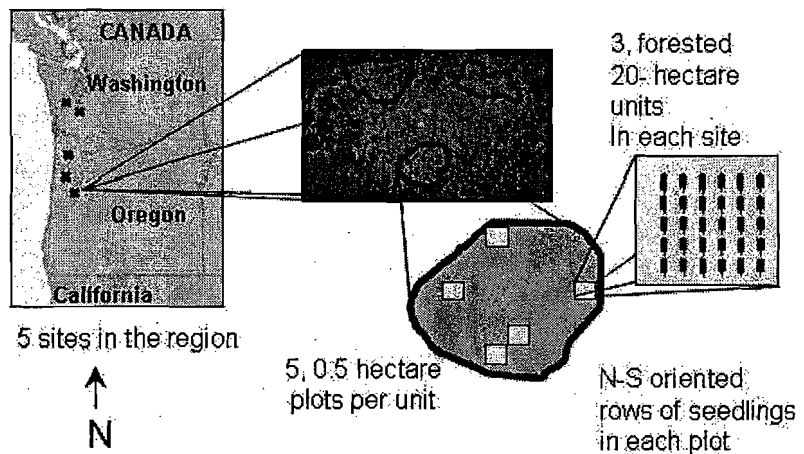 CANADA
Washington
Oregon
California
5 sites in the region
N
3, forested
20- hectare
units
In each site
5, 0.5 hectare
plots per unit
N-S oriented
rows of seedlings
in each plot